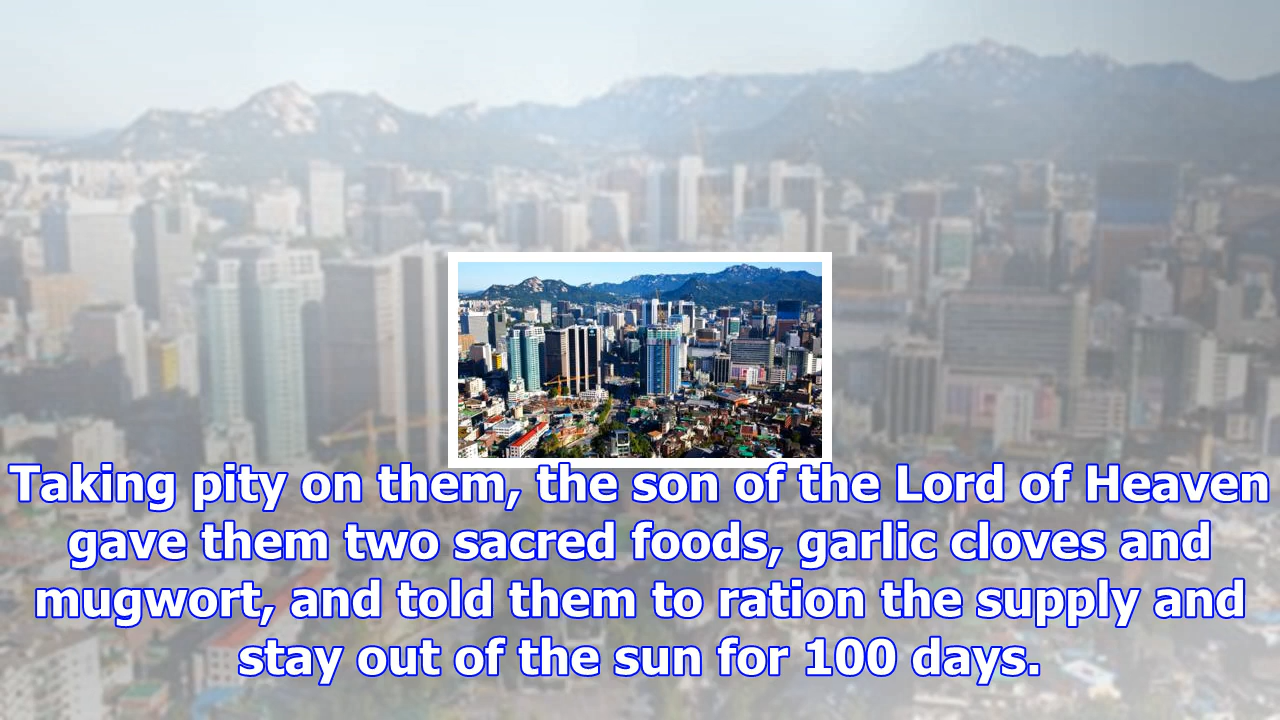 Taking pity on them, the son of the Lord of Heaven
gave them two sacred foods, garlic cloves and
mugwort, and told them to ration the supply and
stay out of the sun for 100 days.